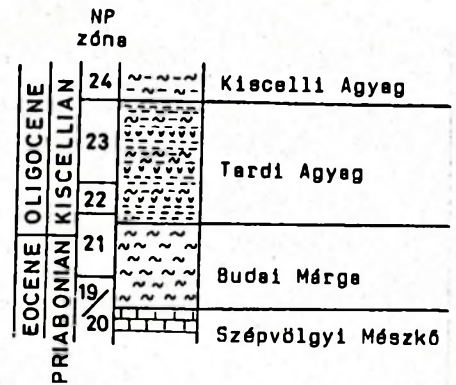 NP
zóna
EOCENE OLIGOCENE
PRIABONIAN KISCELLIAN
24
23
22
21
19/20
Kiscelli Agyag
Tardi Agyag
Budai Márga
Szépvölgyi Mészkő